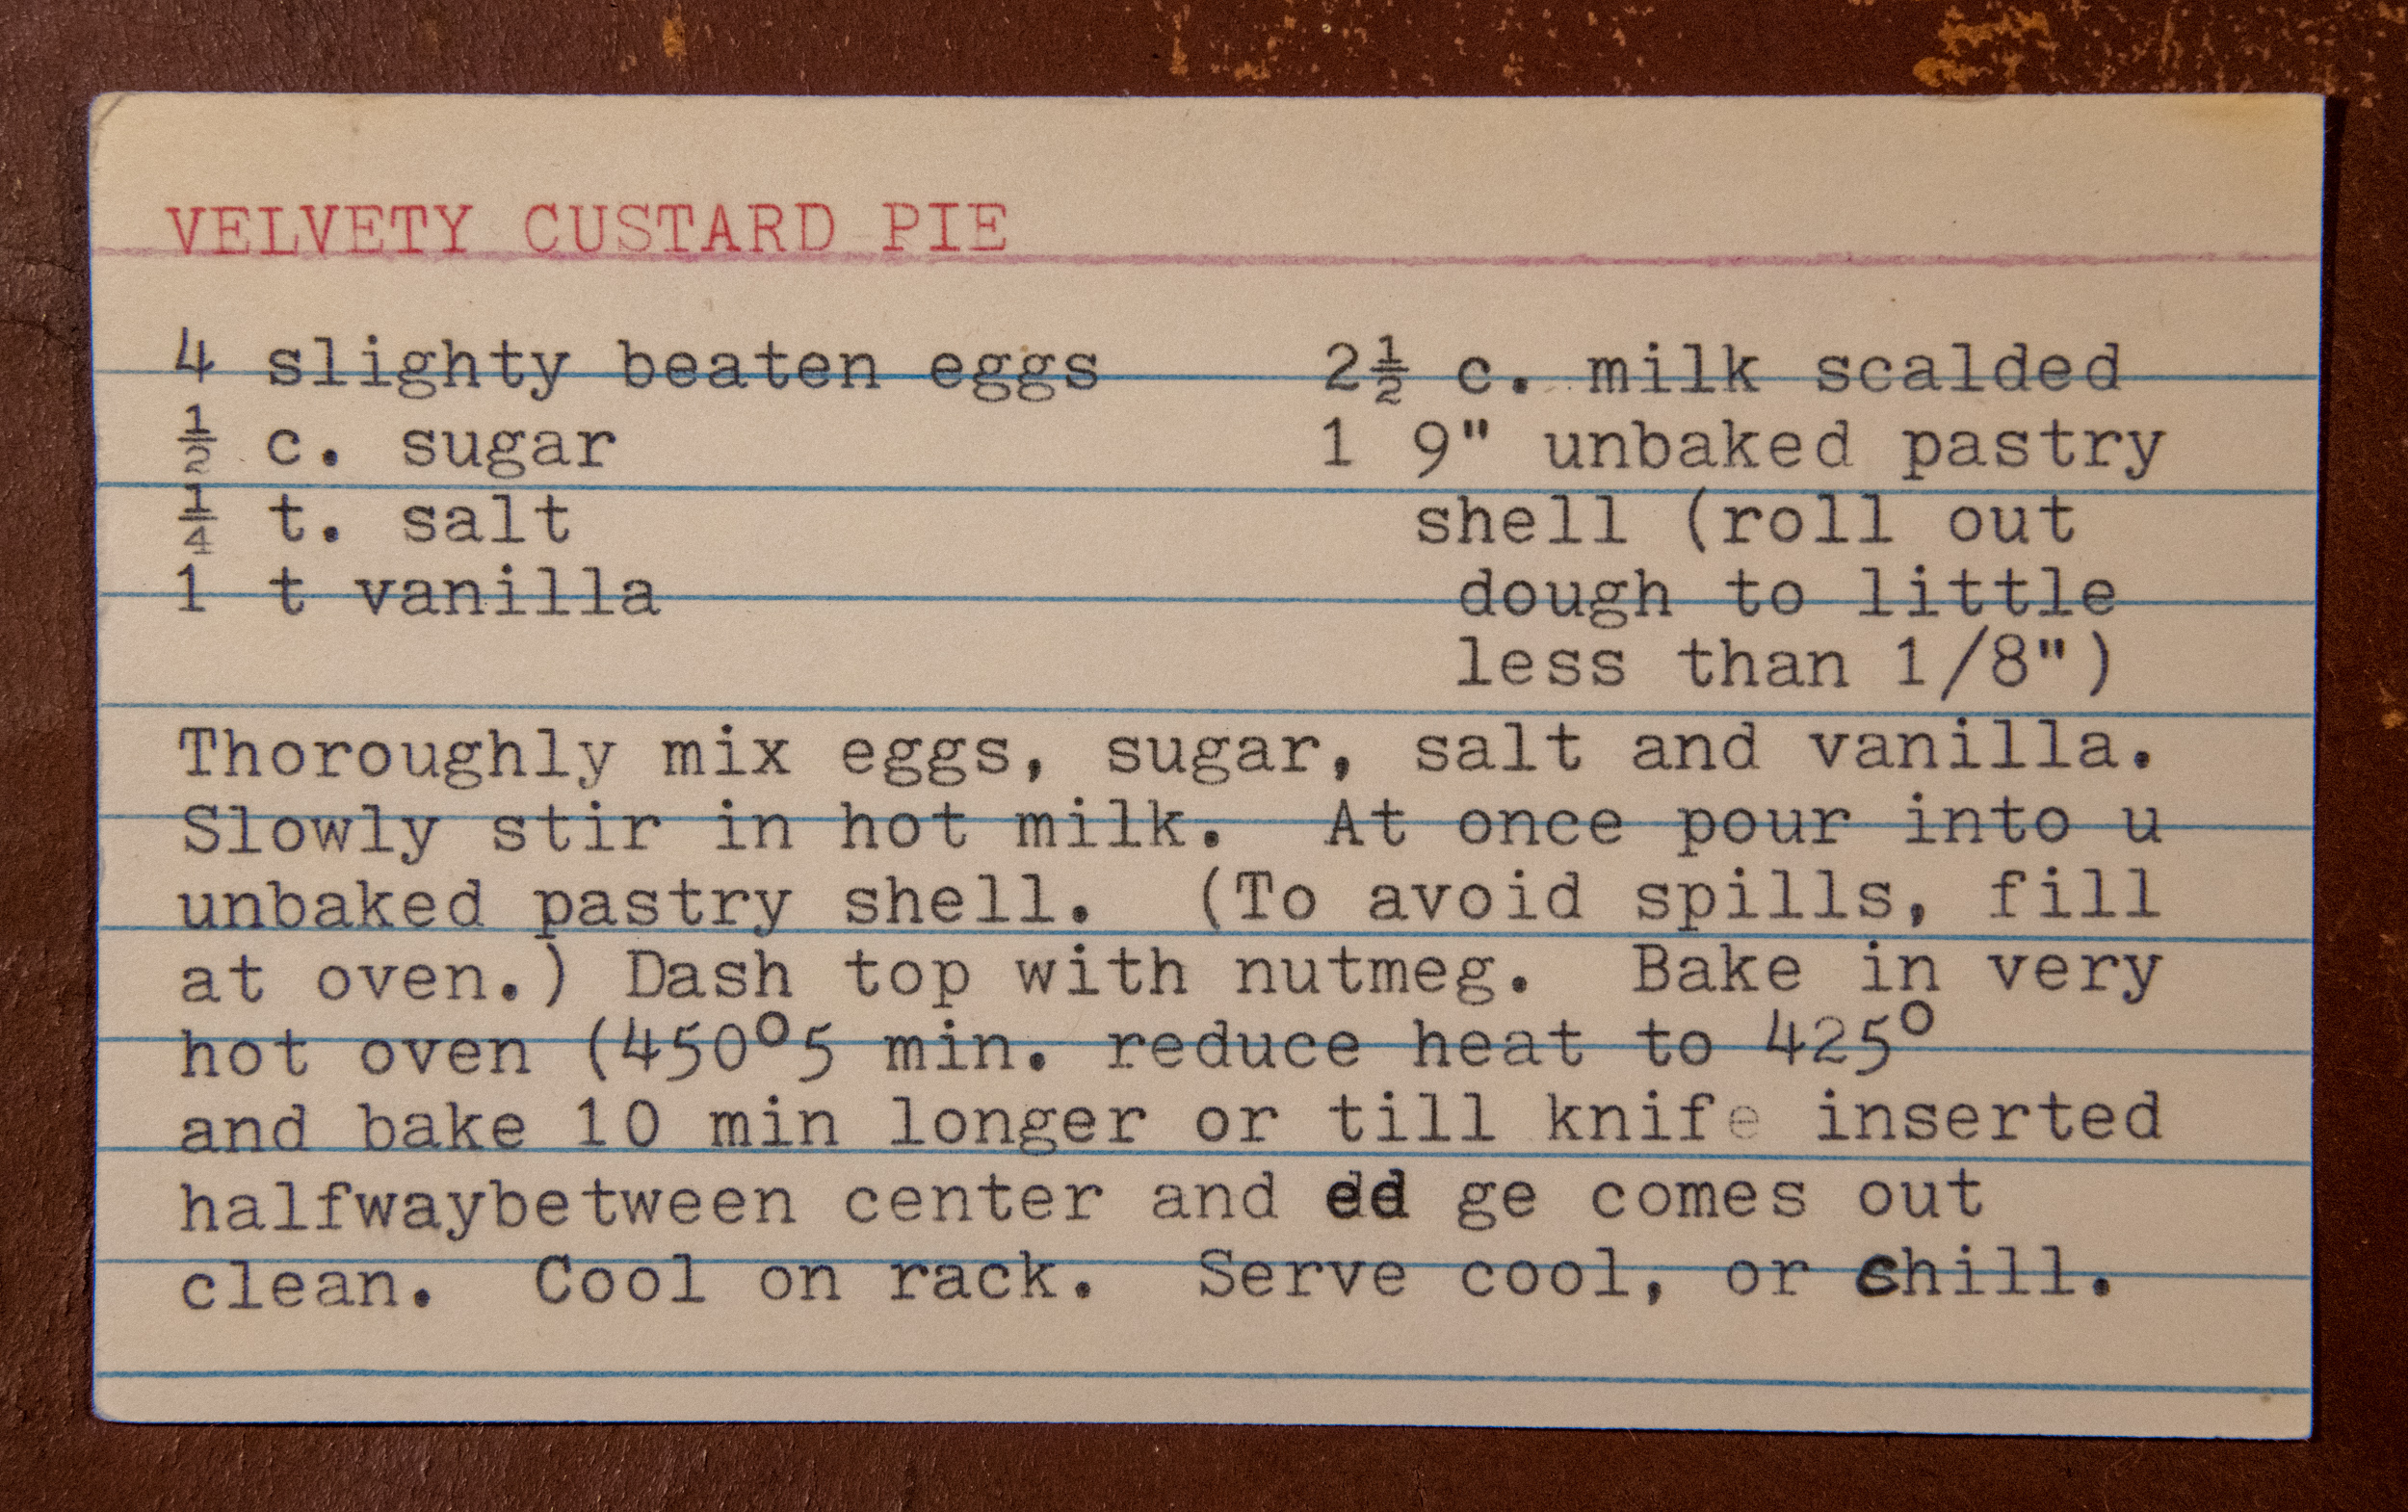 VELVETY CUSTARD PIE
4 slighty beaten eggs
½ c. sugar
¼ t. salt
1 t vanilla
2½ c. milk scalded
1 9" unbaked pastry
shell (roll out
dough to little
less than 1/8")
Thoroughly mix eggs, sugar, salt and vanilla.
Slowly stir in hot milk. At once pour into u
unbaked pastry shell. (To avoid spills, fill
at oven.) Dash top with nutmeg. Bake in very
hot oven (450°5 min. reduce heat to 425°
and bake 10 min longer or till knife inserted
halfwaybetween center and ed ge comes out
clean. Cool on rack. Serve cool, or chill.